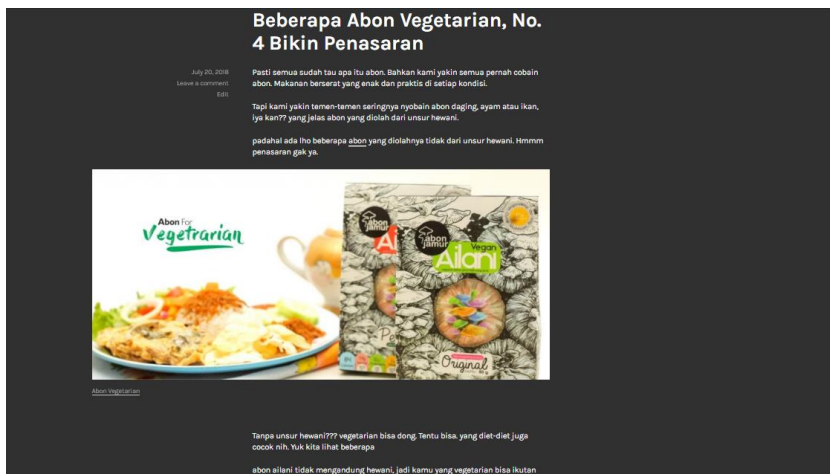 Beberapa Abon Vegetarian, No.
4 Bikin Penasaran
July 20, 2018
Leave a comment
Edit
Pasti semua sudah tau apa itu abon. Bahkan kami yakin semua pernah cobain
abon. Makanan berserat yang enak dan praktis di setiap kondisi.
Tapi kami yakin temen-temen seringnya nyobain abon daging, ayam atau ikan,
iya kan?? yang jelas abon yang diolah dari unsur hewani.
padahal ada lho beberapa abon yang diolahnya tidak dari unsur hewani. Hmmm
penasaran gak ya.
Abon For
Vegetrarian
abon
jamur
Ai
abon
jamur
Vegan
Ailani
Original
Abon Vegetarian
Tanpa unsur hewani??? vegetarian bisa dong. Tentu bisa. yang diet-diet juga
cocok nih. Yuk kita lihat beberapa
abon ailani tidak mengandung hewani, jadi kamu yang vegetarian bisa ikutan